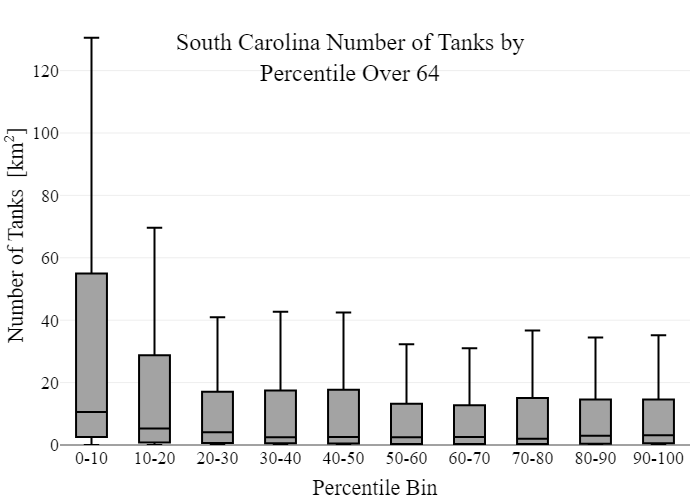 South Carolina Number of Tanks by
Percentile Over 64
Number of Tanks [km²]
120
100
80
60
40
20
0
0-10 10-20 20-30 30-40 40-50 50-60 60-70 70-80 80-90 90-100
Percentile Bin